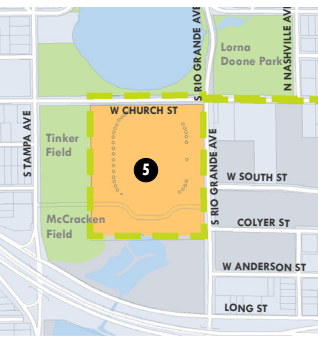 S RIO GRANDE AVE
N NASHVILLE AVE
Lorna
Doone Park
W CHURCH ST
S TAMPA AVE
Tinker
Field
S RIO GRANDE AVE
5
W SOUTH ST
McCracken
Field
COLYER ST
W ANDERSON ST
LONG ST